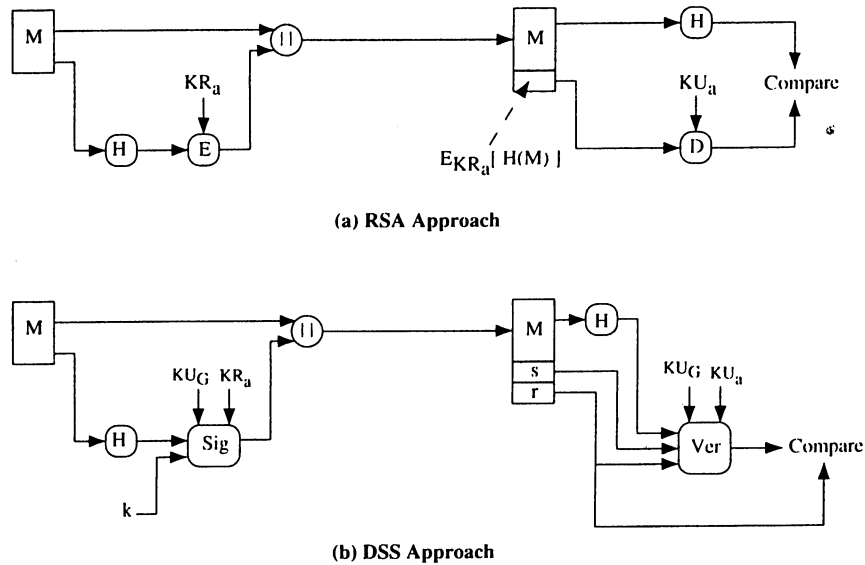 M
||
M
H
KRa
KUa
Compare
H
E
D
EKRa[ H(M) ]
(a) RSA Approach
M
||
M
H
s
r
KUG KRa
KUG KUa
H
Sig
Ver
Compare
k
(b) DSS Approach